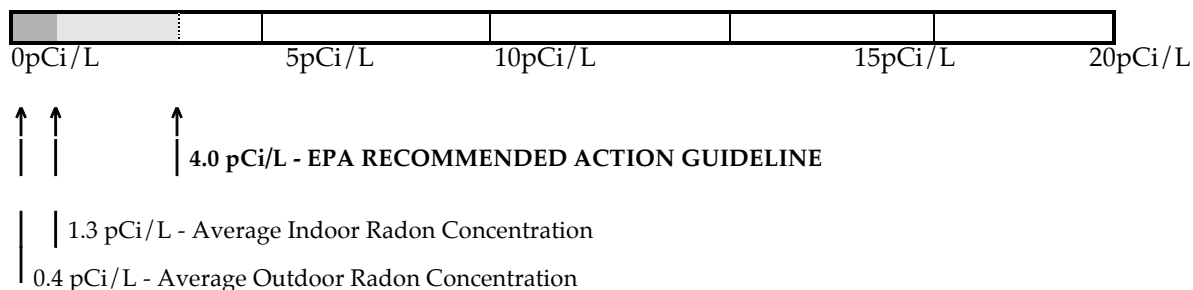 0pCi/L 5pCi/L 10pCi/L 15pCi/L 20pCi/L
4.0 pCi/L - EPA RECOMMENDED ACTION GUIDELINE
1.3 pCi/L - Average Indoor Radon Concentration
0.4 pCi/L - Average Outdoor Radon Concentration